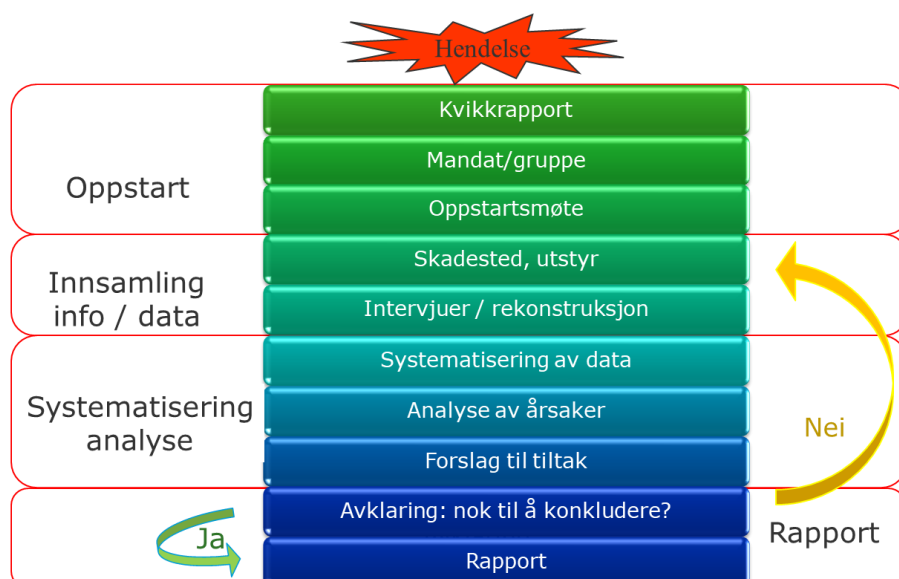 Hendelse
Kvikkrapport
Mandat/gruppe
Oppstart
Oppstartsmøte
Skadested, utstyr
Innsamling
info / data
Intervjuer / rekonstruksjon
Systematisering av data
Systematisering
analyse
Analyse av årsaker
Nei
Forslag til tiltak
Avklaring: nok til å konkludere?
Rapport
Ja
Rapport